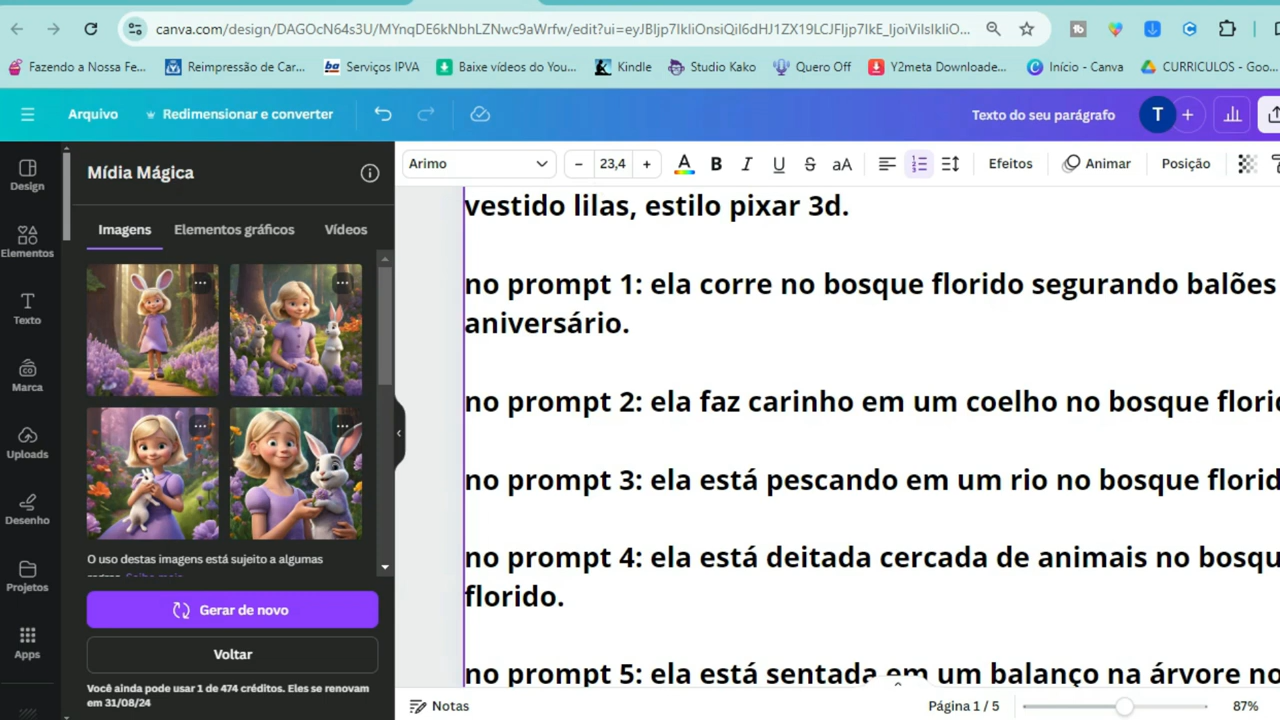 canva.com/design/DAGOcN64s3U/MYnqDE6kNbhLZNwc9aWrfw/edit?ui=eyJBIjp7IkIiOnsiQiI6dHJ1ZX19LCJFIjp7IkE_IjoiViIsIkIiO...
Fazendo a Nossa Fe...
Reimpressão de Car...
Serviços IPVA
Baixe vídeos do You...
Kindle
Studio Kako
Quero Off
Y2meta Downloade...
Início - Canva
CURRICULOS - Goo...
Arquivo
Redimensionar e converter
Texto do seu parágrafo
T
+
Design
Elementos
Texto
Marca
Uploads
Desenho
Projetos
Apps
Mídia Mágica
Imagens
Elementos gráficos
Vídeos
O uso destas imagens está sujeito a algumas
Gerar de novo
Voltar
Você ainda pode usar 1 de 474 créditos. Eles se renovam
em 31/08/24
Arimo
– 23,4 +
A B I U S aA
Efeitos
Animar
Posição
vestido lilas, estilo pixar 3d.
no prompt 1: ela corre no bosque florido segurando balões
aniversário.
no prompt 2: ela faz carinho em um coelho no bosque flori
no prompt 3: ela está pescando em um rio no bosque florid
no prompt 4: ela está deitada cercada de animais no bosqu
florido.
no prompt 5: ela está sentada em um balanço na árvore no
Notas
Página 1 / 5
87%